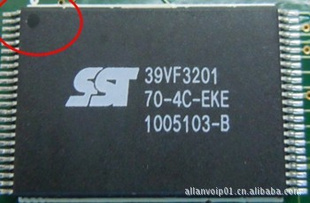 SST
39VF3201
70-4C-EKE
1005103-B
allanvoip01.cn.alibaba.com